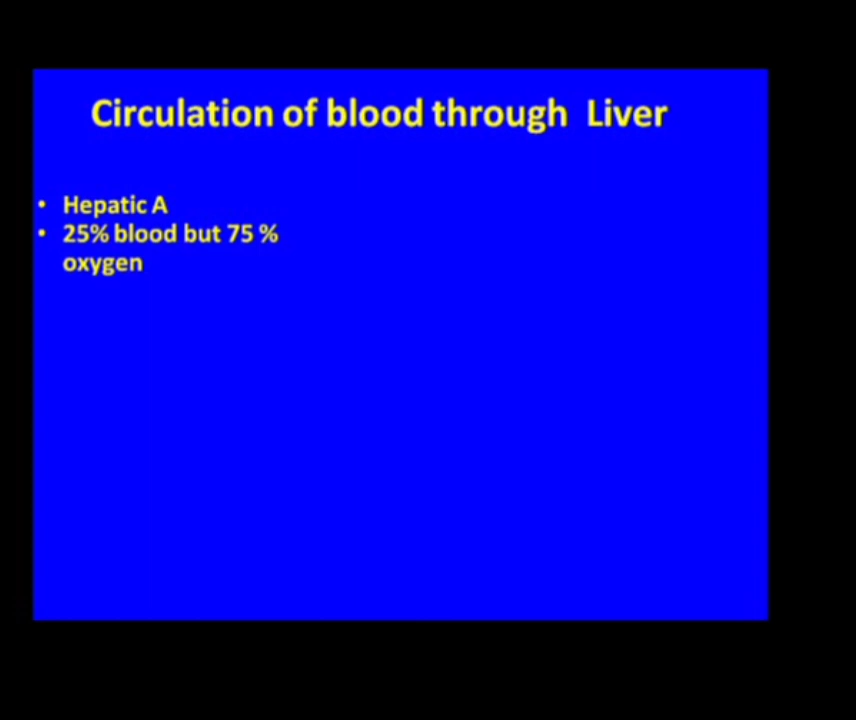 Circulation of blood through Liver
• Hepatic A
• 25% blood but 75 %
oxygen